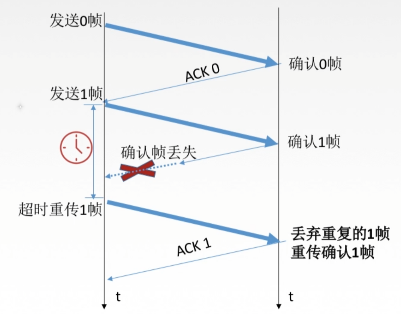 发送0帧
ACK 0
确认0帧
发送1帧
确认帧丢失
确认1帧
超时重传1帧
ACK 1
丢弃重复的1帧
重传确认1帧
t
t